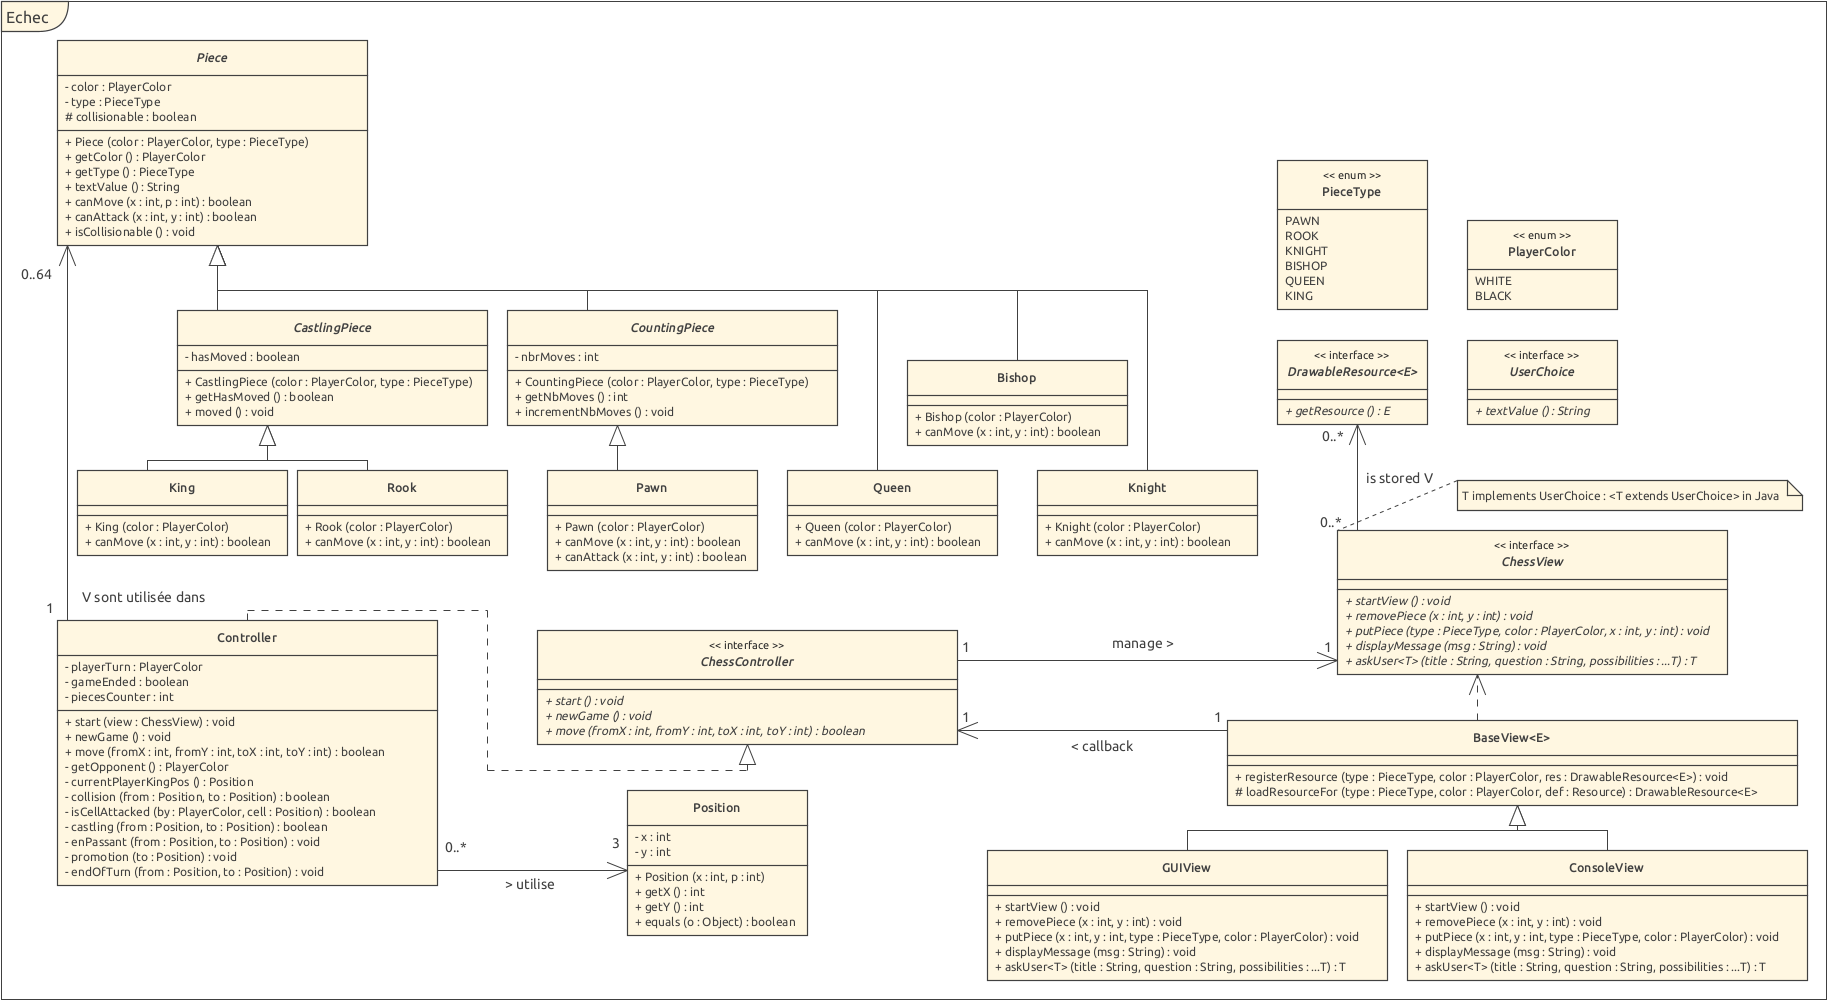 Echec
Piece
- color : PlayerColor
- type : PieceType
# collisionable : boolean
+ Piece (color : PlayerColor, type : PieceType)
+ getColor () : PlayerColor
+ getType () : PieceType
+ textValue () : String
+ canMove (x : int, p : int) : boolean
+ canAttack (x : int, y : int) : boolean
+ isCollisionable () : void
0..64
<< enum >>
PieceType
PAWN
ROOK
KNIGHT
BISHOP
QUEEN
KING
<< enum >>
PlayerColor
WHITE
BLACK
CastlingPiece
- hasMoved : boolean
+ CastlingPiece (color : PlayerColor, type : PieceType)
+ getHasMoved () : boolean
+ moved () : void
CountingPiece
- nbrMoves : int
+ CountingPiece (color : PlayerColor, type : PieceType)
+ getNbMoves () : int
+ incrementNbMoves () : void
Bishop
+ Bishop (color : PlayerColor)
+ canMove (x : int, y : int) : boolean
<< interface >>
DrawableResource<E>
+ getResource () : E
<< interface >>
UserChoice
+ textValue () : String
0..*
is stored V
0..*
T implements UserChoice : <T extends UserChoice> in Java
King
+ King (color : PlayerColor)
+ canMove (x : int, y : int) : boolean
Rook
+ Rook (color : PlayerColor)
+ canMove (x : int, y : int) : boolean
Pawn
+ Pawn (color : PlayerColor)
+ canMove (x : int, y : int) : boolean
+ canAttack (x : int, y : int) : boolean
Queen
+ Queen (color : PlayerColor)
+ canMove (x : int, y : int) : boolean
Knight
+ Knight (color : PlayerColor)
+ canMove (x : int, y : int) : boolean
<< interface >>
ChessView
+ startView () : void
+ removePiece (x : int, y : int) : void
+ putPiece (type : PieceType, color : PlayerColor, x : int, y : int) : void
+ displayMessage (msg : String) : void
+ askUser<T> (title : String, question : String, possibilities : ...T) : T
1
V sont utilisée dans
Controller
- playerTurn : PlayerColor
- gameEnded : boolean
- piecesCounter : int
+ start (view : ChessView) : void
+ newGame () : void
+ move (fromX : int, fromY : int, toX : int, toY : int) : boolean
- getOpponent () : PlayerColor
- currentPlayerKingPos () : Position
- collision (from : Position, to : Position) : boolean
- isCellAttacked (by : PlayerColor, cell : Position) : boolean
- castling (from : Position, to : Position) : boolean
- enPassant (from : Position, to : Position) : void
- promotion (to : Position) : void
- endOfTurn (from : Position, to : Position) : void
<< interface >>
ChessController
+ start () : void
+ newGame () : void
+ move (fromX : int, fromY : int, toX : int, toY : int) : boolean
1
manage >
1
1
< callback
1
0..*
> utilise
3
Position
- x : int
- y : int
+ Position (x : int, p : int)
+ getX () : int
+ getY () : int
+ equals (o : Object) : boolean
BaseView<E>
+ registerResource (type : PieceType, color : PlayerColor, res : DrawableResource<E>) : void
# loadResourceFor (type : PieceType, color : PlayerColor, def : Resource) : DrawableResource<E>
GUIView
+ startView () : void
+ removePiece (x : int, y : int) : void
+ putPiece (x : int, y : int, type : PieceType, color : PlayerColor) : void
+ displayMessage (msg : String) : void
+ askUser<T> (title : String, question : String, possibilities : ...T) : T
ConsoleView
+ startView () : void
+ removePiece (x : int, y : int) : void
+ putPiece (x : int, y : int, type : PieceType, color : PlayerColor) : void
+ displayMessage (msg : String) : void
+ askUser<T> (title : String, question : String, possibilities : ...T) : T